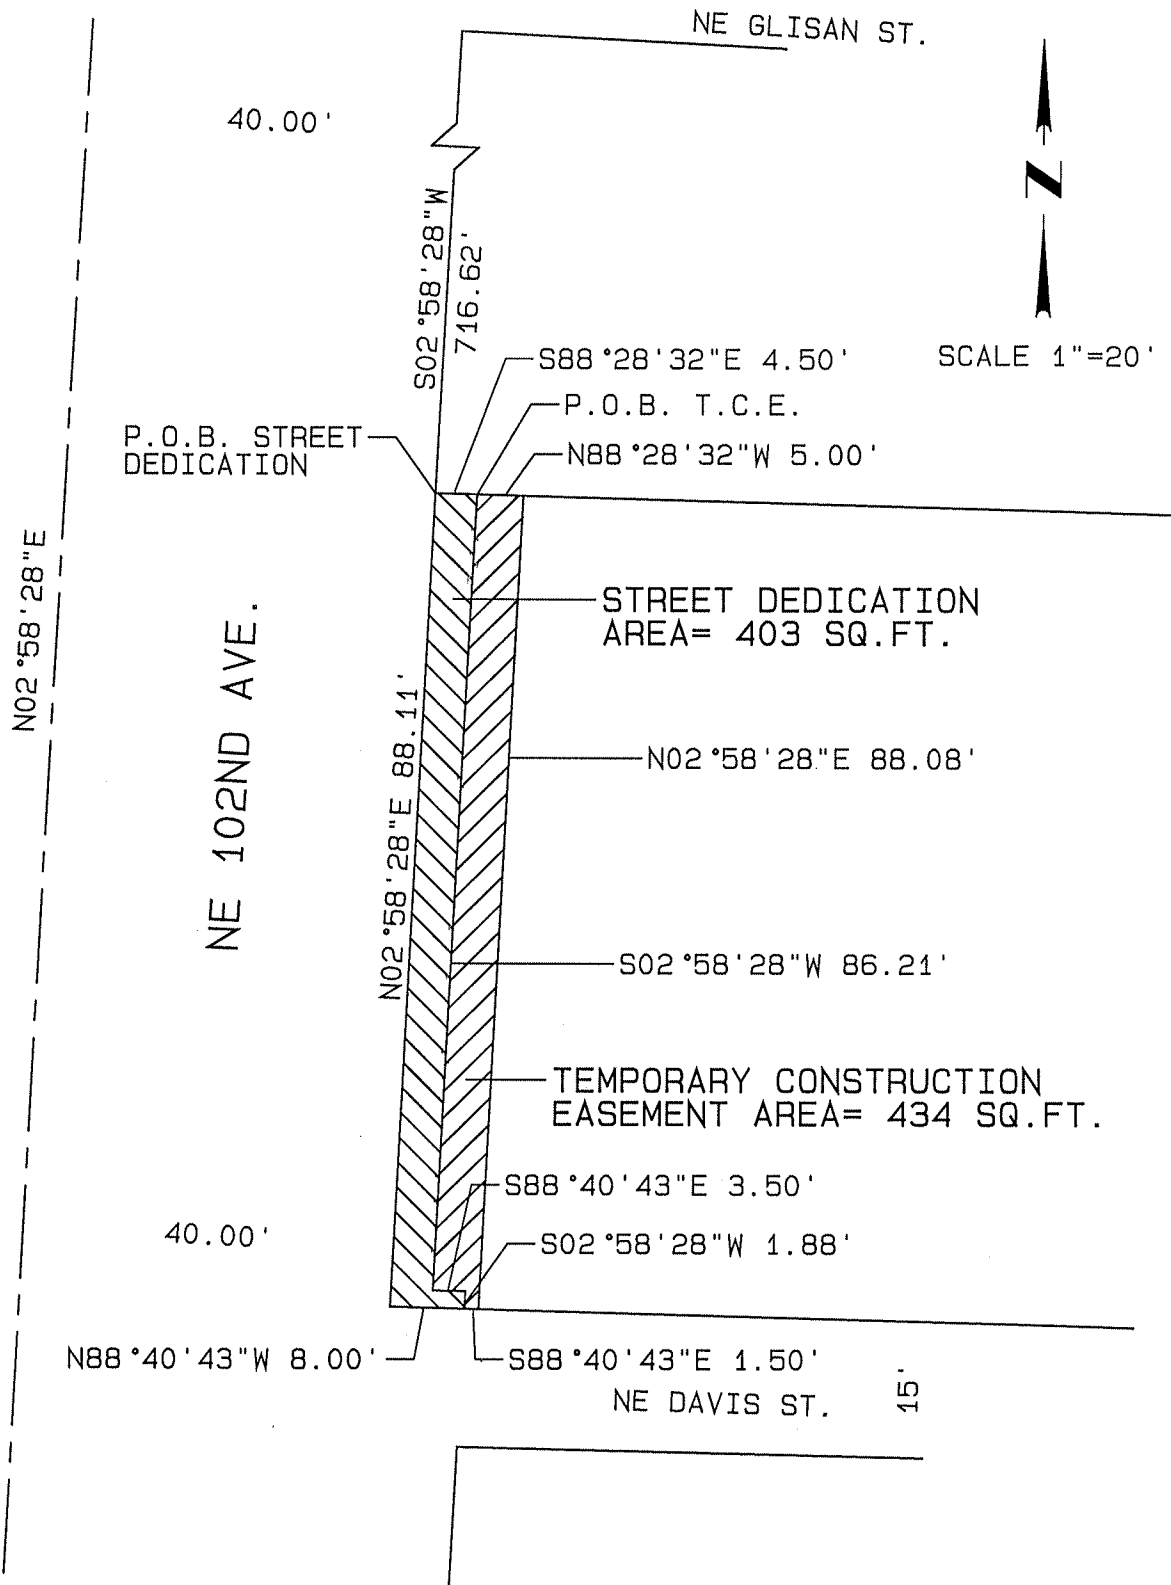 NE GLISAN ST.
40.00'
Z
S02°58'28"W
716.62'
SCALE 1"=20'
S88°28'32"E 4.50'
P.O.B. T.C.E.
N88°28'32"W 5.00'
P.O.B. STREET
DEDICATION
N02°58'28"E
NE 102ND AVE.
STREET DEDICATION
AREA= 403 SQ.FT.
N02°58'28"E 88.11'
N02°58'28"E 88.08'
S02°58'28"W 86.21'
TEMPORARY CONSTRUCTION
EASEMENT AREA= 434 SQ.FT.
S88°40'43"E 3.50'
40.00'
S02°58'28"W 1.88'
N88°40'43"W 8.00'
S88°40'43"E 1.50'
NE DAVIS ST.
15'